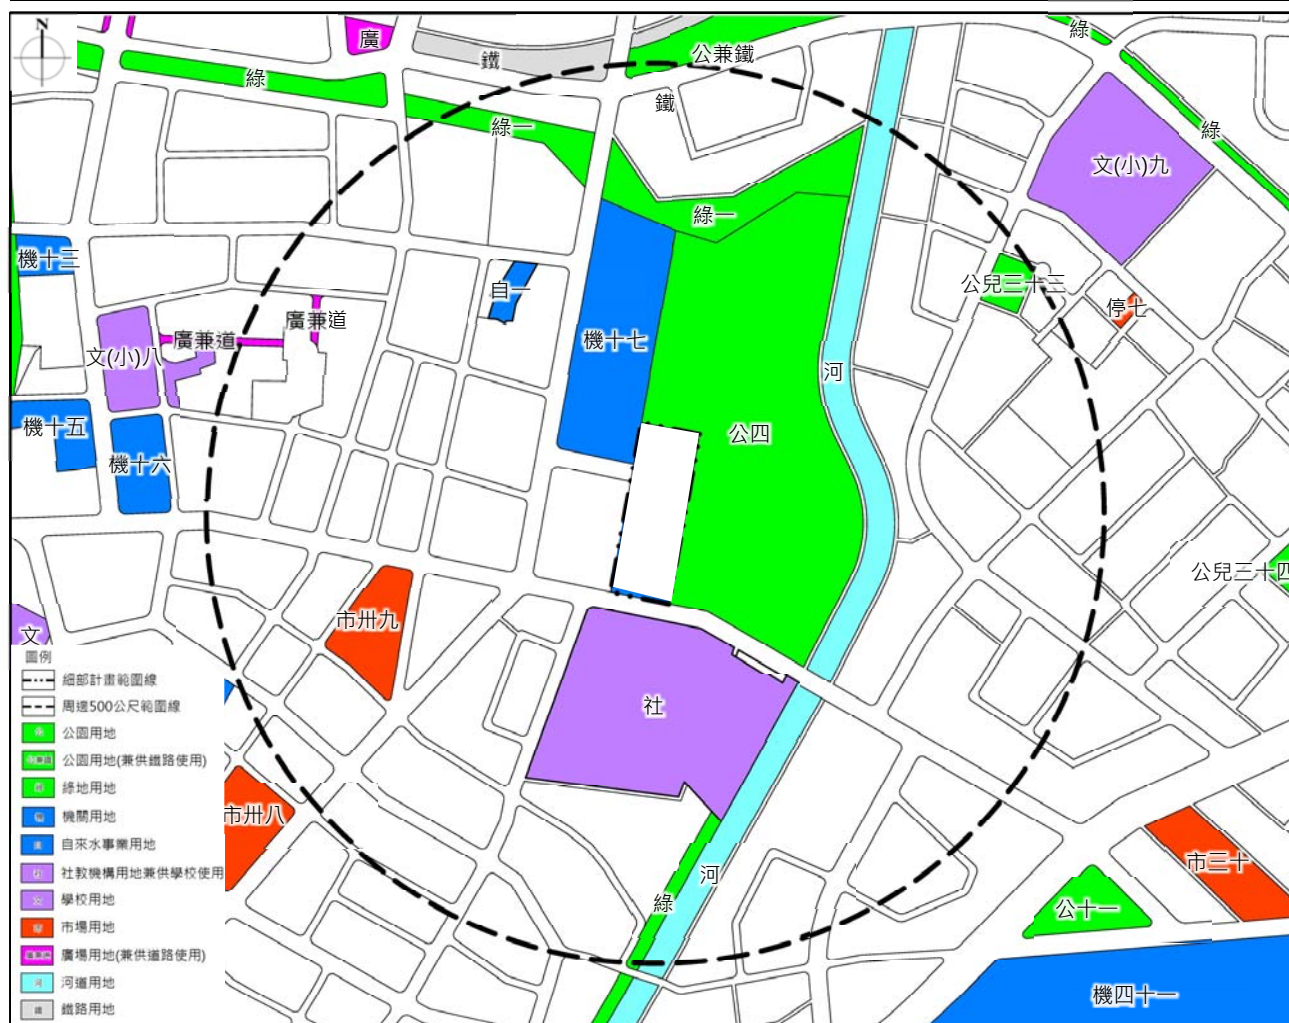 N
廣
綠
鐵
公兼鐵
綠
綠一
鐵
綠
文(小)九
綠一
機十三
自一
公兒三十三
廣兼道
廣兼道
停七
機十七
文(小)八
河
機十五
公四
機十六
公兒三十四
市卅九
文
社
市卅八
河
綠
市三十
公十一
機四十一
圖例
細部計畫範圍線
周邊500公尺範圍線
公園用地
公園用地(兼供鐵路使用)
綠地用地
機關用地
自來水事業用地
社教機構用地兼供學校使用
學校用地
市場用地
廣場用地(兼供道路使用)
河道用地
鐵路用地